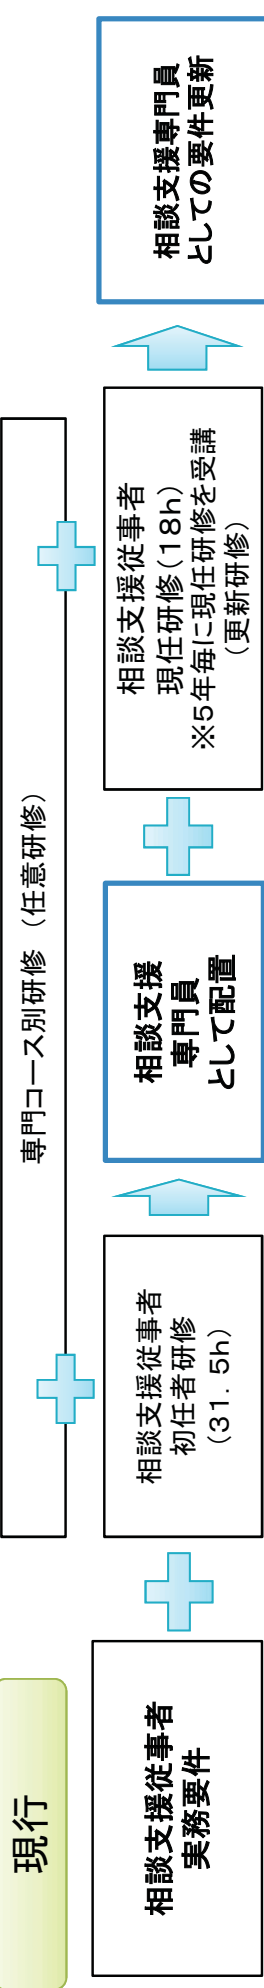 現行
専門コース別研修（任意研修）
相談支援従事者
実務要件
相談支援従事者
初任者研修
（31．5h）
相談支援
専門員
として配置
相談支援従事者
現任研修（18h）
※5年毎に現任研修を受講
（更新研修）
相談支援専門員
としての要件更新